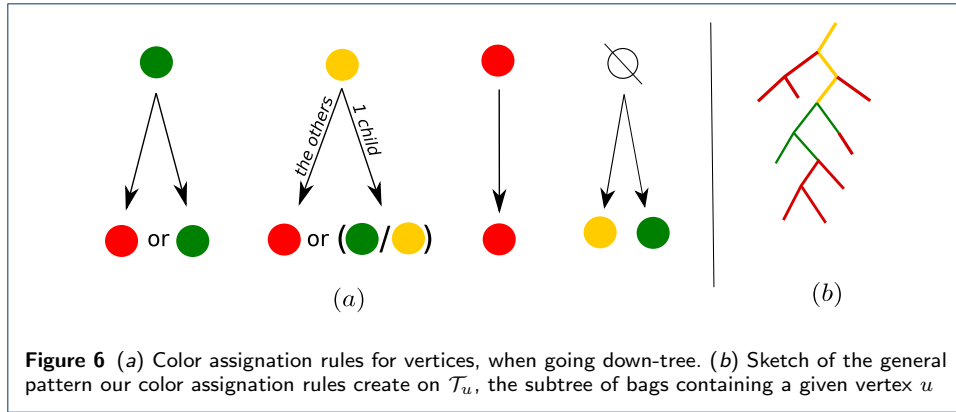 the others
1 child
or
or ( / )
(a)
(b)
Figure 6 (a) Color assignation rules for vertices, when going down-tree. (b) Sketch of the general
pattern our color assignation rules create on 𝒯ᵤ, the subtree of bags containing a given vertex u